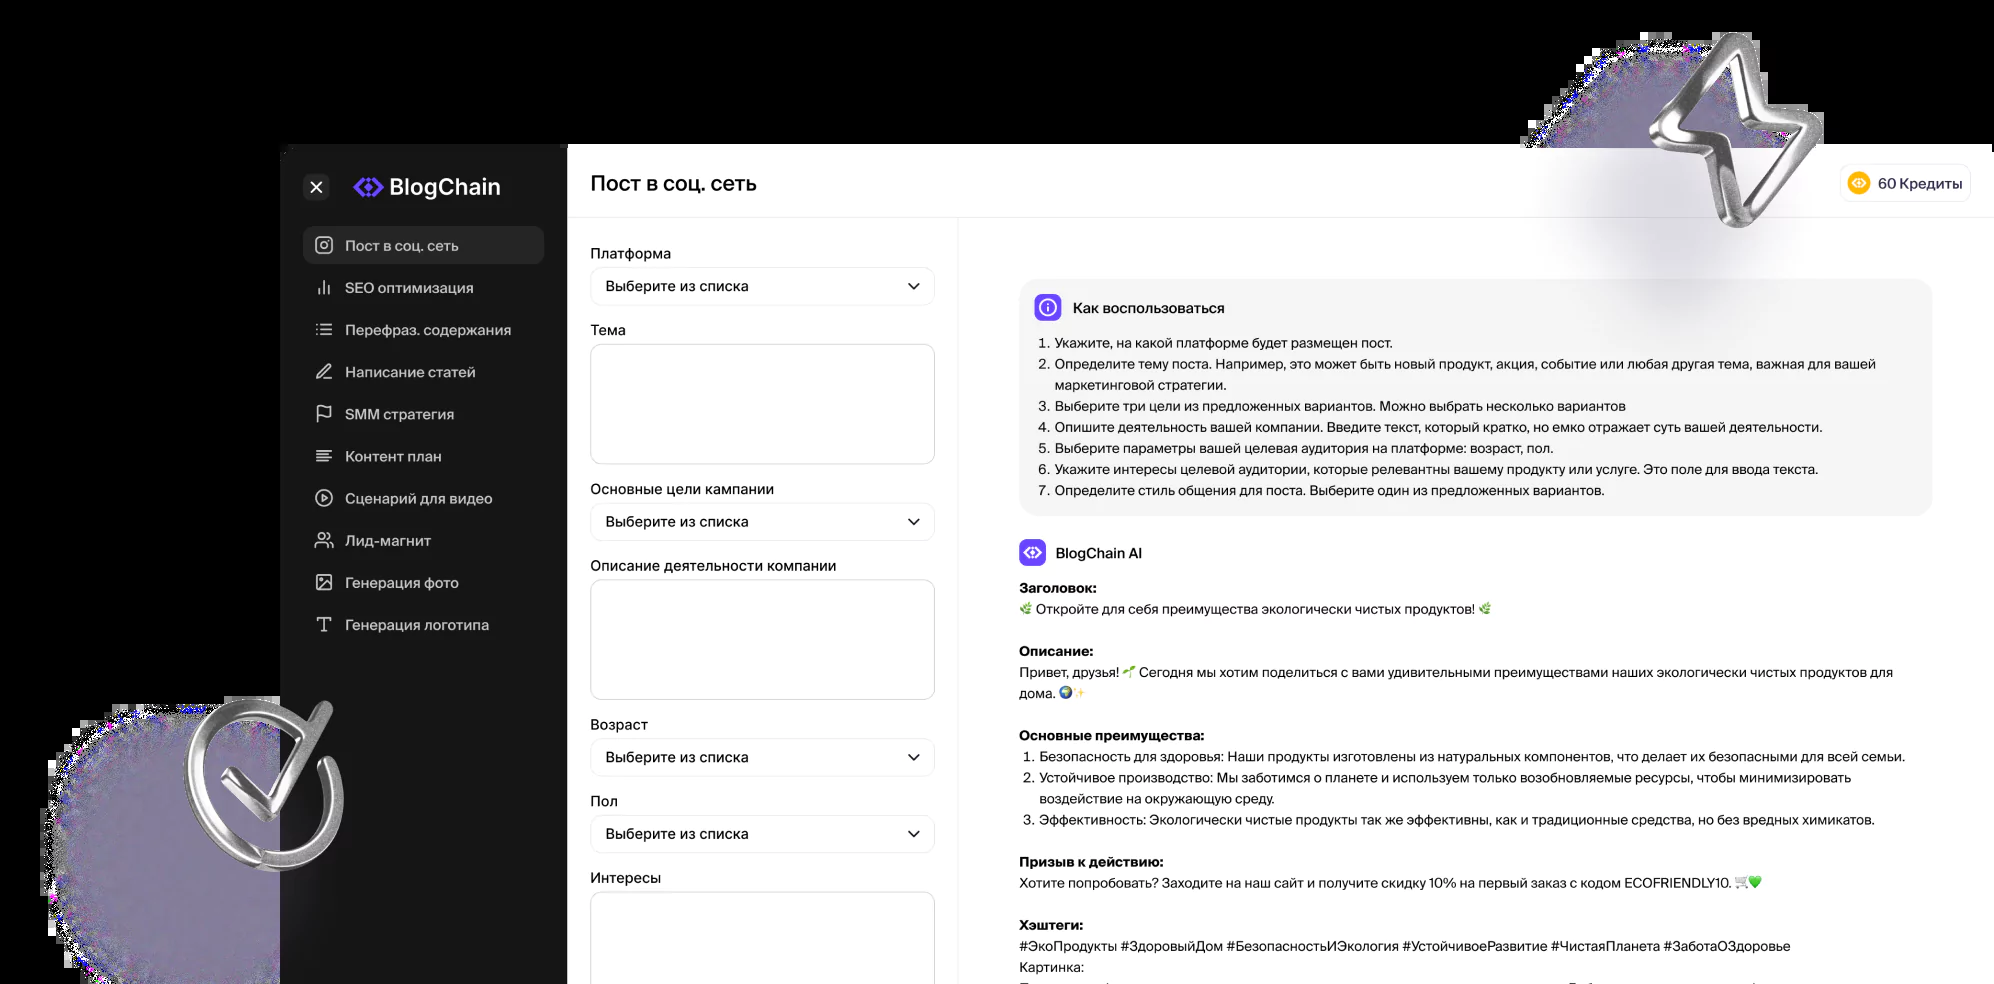 BlogChain
Пост в соц. сеть
SEO оптимизация
Перефраз. содержания
Написание статей
SMM стратегия
Контент план
Сценарий для видео
Лид-магнит
Генерация фото
Генерация логотипа
Пост в соц. сеть
60 Кредиты
Платформа
Выберите из списка
Тема
Основные цели кампании
Выберите из списка
Описание деятельности компании
Возраст
Выберите из списка
Пол
Выберите из списка
Интересы
Как воспользоваться
1. Укажите, на какой платформе будет размещен пост.
2. Определите тему поста. Например, это может быть новый продукт, акция, событие или любая другая тема, важная для вашей
маркетинговой стратегии.
3. Выберите три цели из предложенных вариантов. Можно выбрать несколько вариантов
4. Опишите деятельность вашей компании. Введите текст, который кратко, но емко отражает суть вашей деятельности.
5. Выберите параметры вашей целевая аудитория на платформе: возраст, пол.
6. Укажите интересы целевой аудитории, которые релевантны вашему продукту или услуге. Это поле для ввода текста.
7. Определите стиль общения для поста. Выберите один из предложенных вариантов.
BlogChain AI
Заголовок:
🌿 Откройте для себя преимущества экологически чистых продуктов! 🌿
Описание:
Привет, друзья! 🌱 Сегодня мы хотим поделиться с вами удивительными преимуществами наших экологически чистых продуктов для
дома. 🌍✨
Основные преимущества:
1. Безопасность для здоровья: Наши продукты изготовлены из натуральных компонентов, что делает их безопасными для всей семьи.
2. Устойчивое производство: Мы заботимся о планете и используем только возобновляемые ресурсы, чтобы минимизировать
воздействие на окружающую среду.
3. Эффективность: Экологически чистые продукты так же эффективны, как и традиционные средства, но без вредных химикатов.
Призыв к действию:
Хотите попробовать? Заходите на наш сайт и получите скидку 10% на первый заказ с кодом ECOFRIENDLY10. 🛒💚
Хэштеги:
#ЭкоПродукты #ЗдоровыйДом #БезопасностьИЭкология #УстойчивоеРазвитие #ЧистаяПланета #ЗаботаОЗдоровье
Картинка: